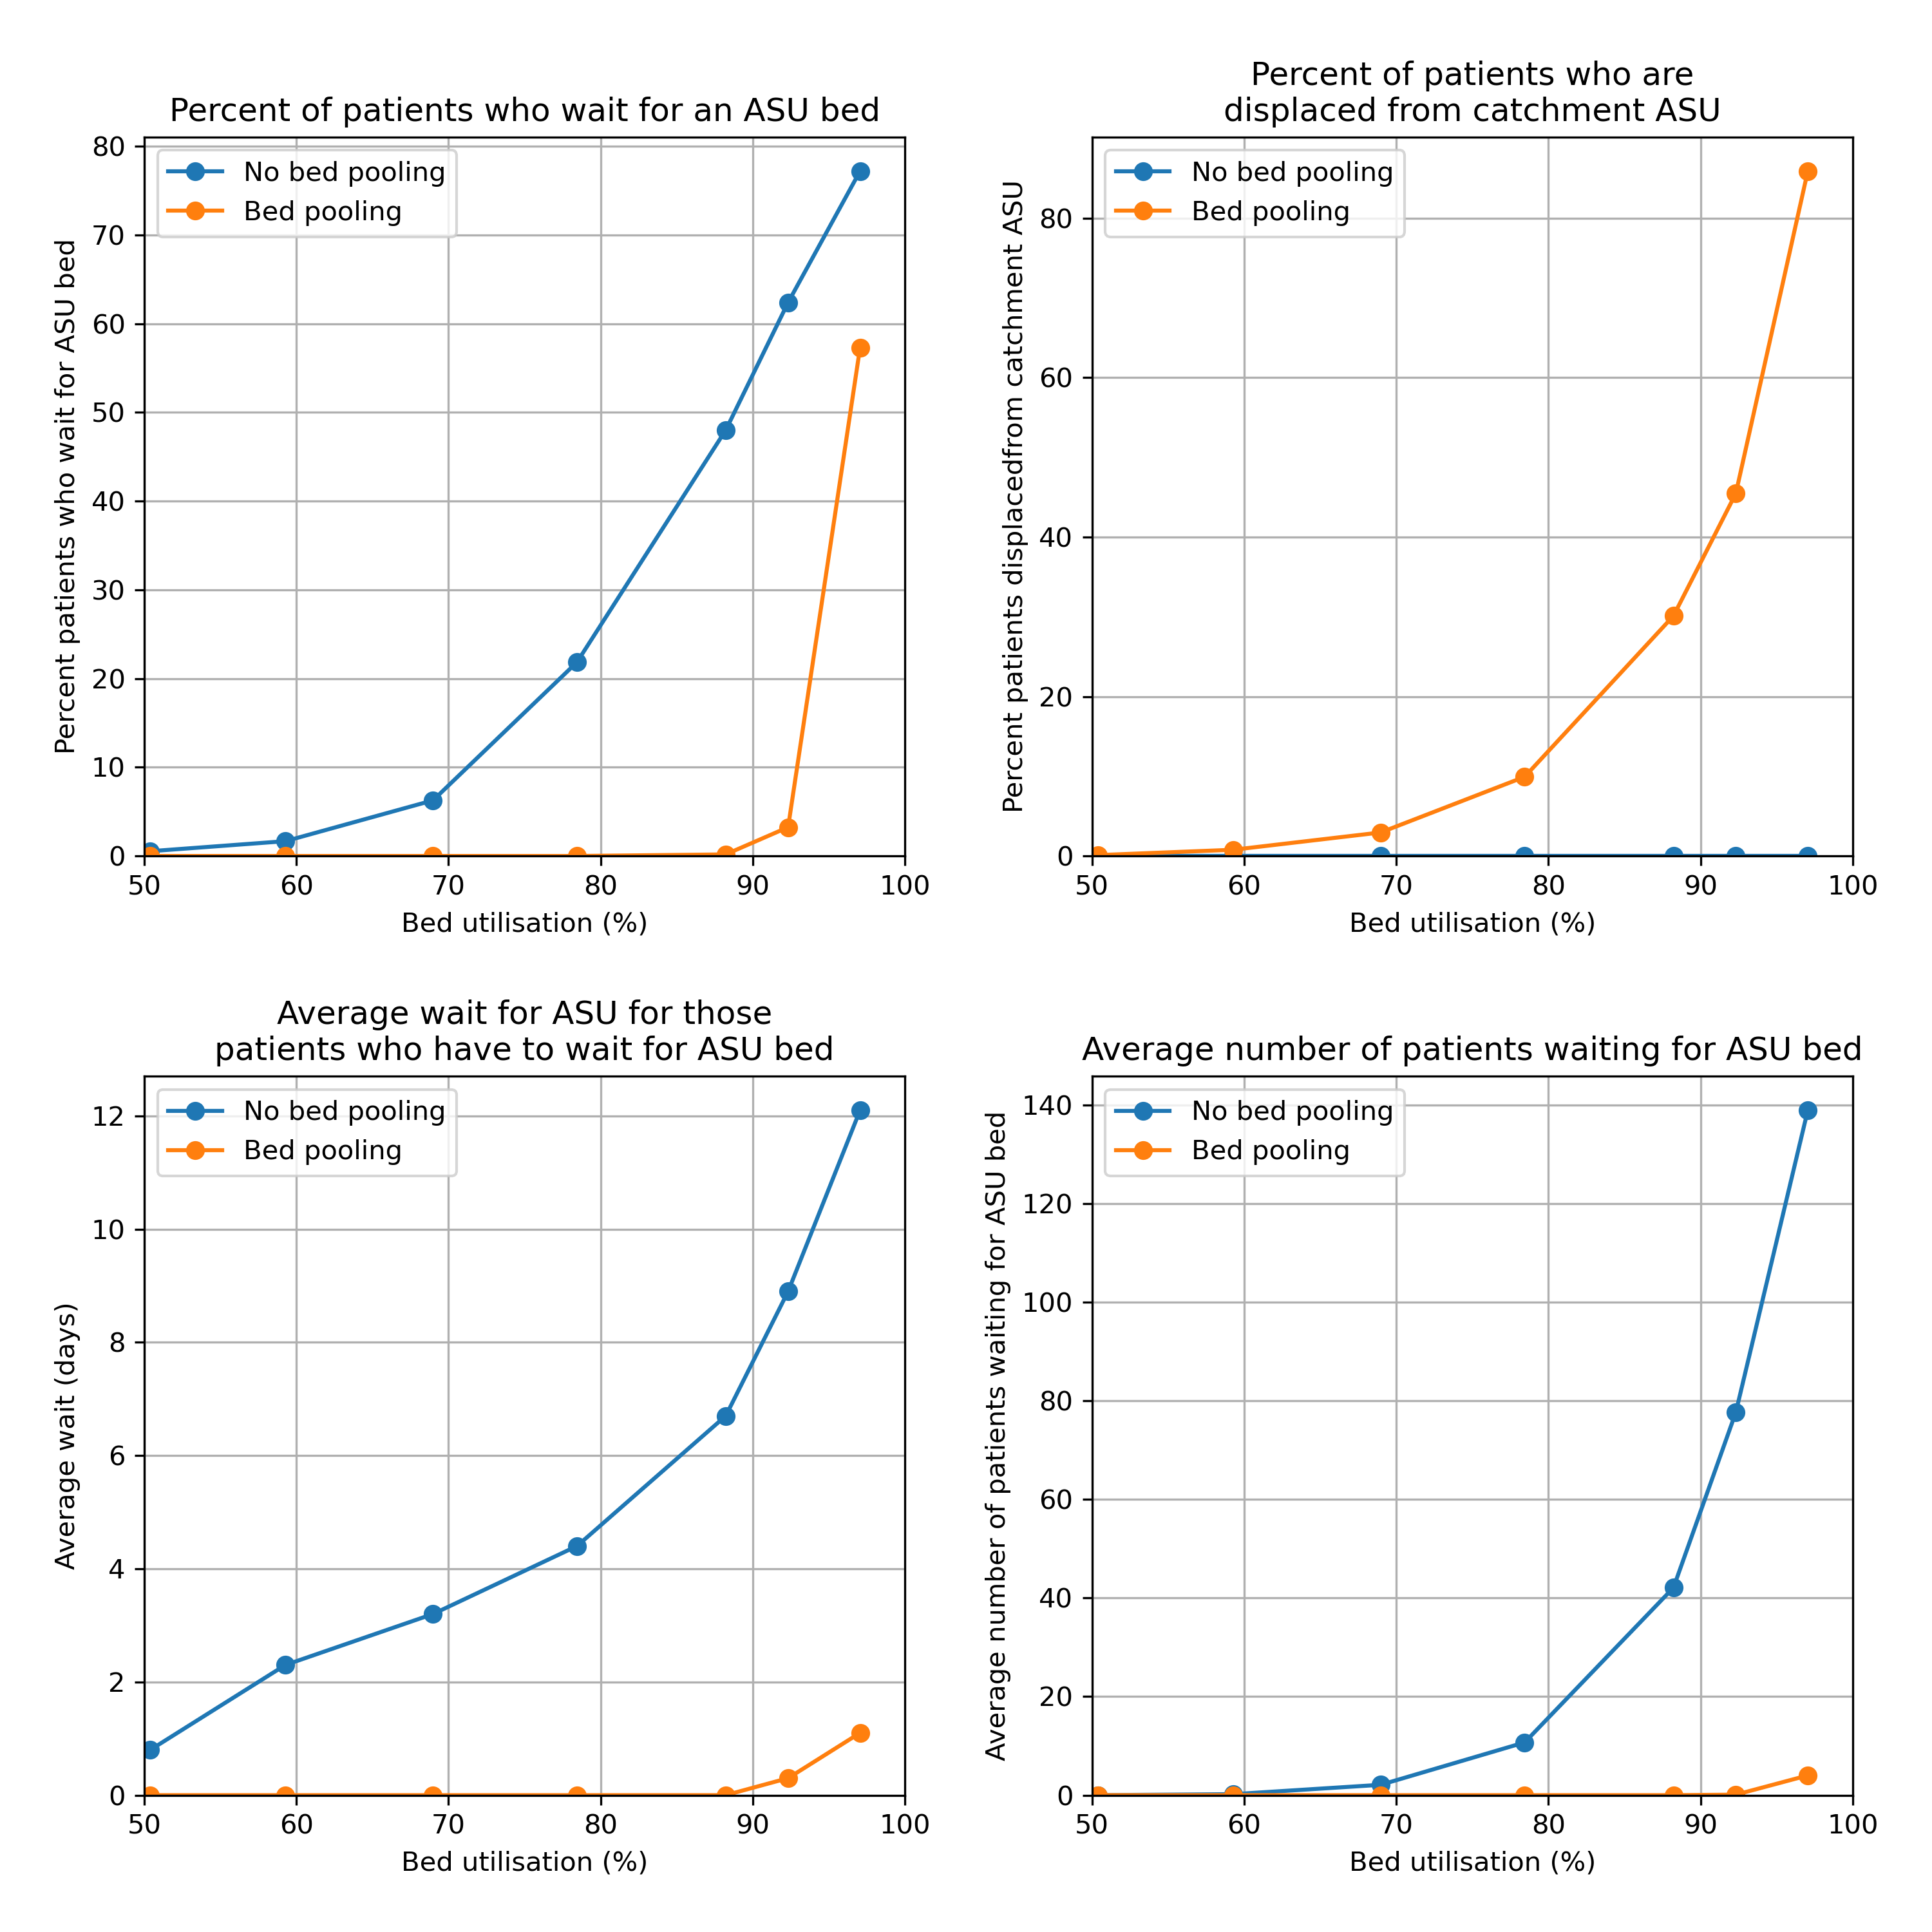 Percent of patients who wait for an ASU bed
Percent patients who wait for ASU bed
80
70
60
50
40
30
20
10
0
No bed pooling
Bed pooling
50 60 70 80 90 100
Bed utilisation (%)
Percent of patients who are
displaced from catchment ASU
Percent patients displacedfrom catchment ASU
80
60
40
20
0
No bed pooling
Bed pooling
50 60 70 80 90 100
Bed utilisation (%)
Average wait for ASU for those
patients who have to wait for ASU bed
Average wait (days)
12
10
8
6
4
2
0
No bed pooling
Bed pooling
50 60 70 80 90 100
Bed utilisation (%)
Average number of patients waiting for ASU bed
Average number of patients waiting for ASU bed
140
120
100
80
60
40
20
0
No bed pooling
Bed pooling
50 60 70 80 90 100
Bed utilisation (%)